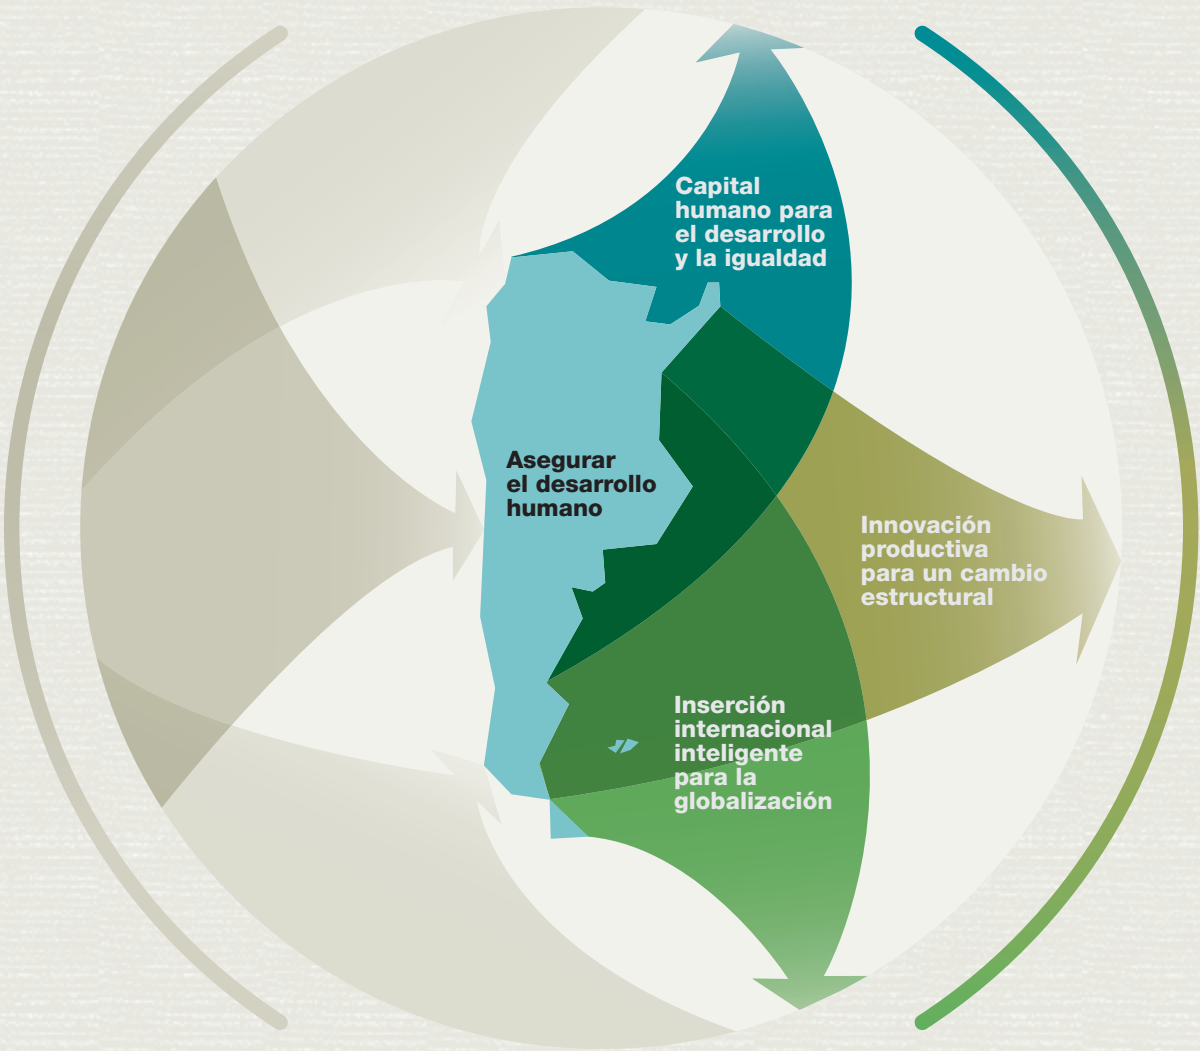 Capital
humano para
el desarrollo
y la igualdad
Asegurar
el desarrollo
humano
Innovación
productiva
para un cambio
estructural
Inserción
internacional
inteligente
para la
globalización